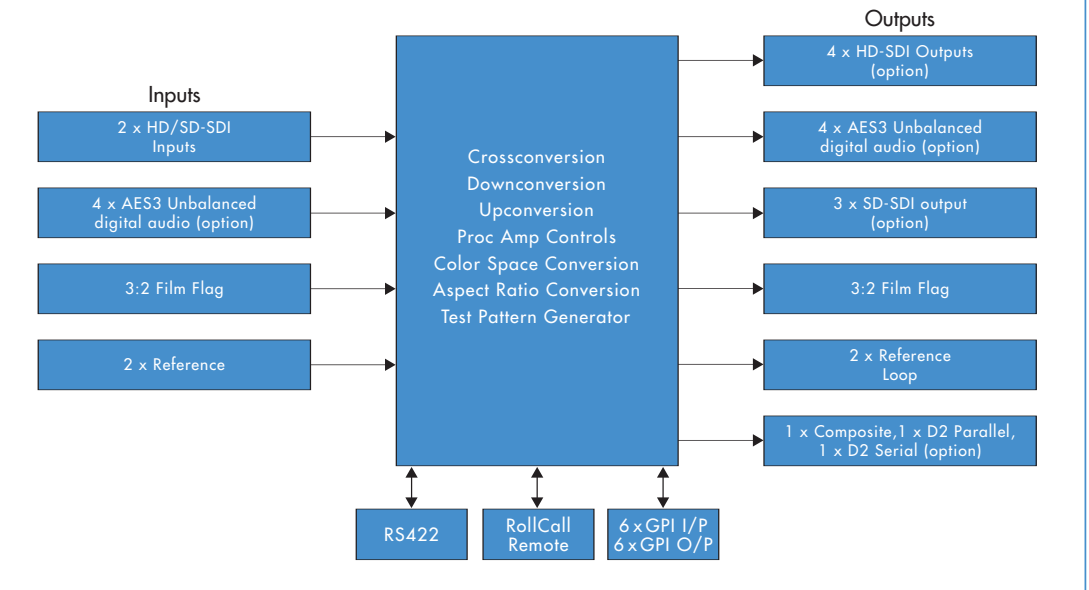 Inputs
2 x HD/SD-SDI
Inputs
4 x AES3 Unbalanced
digital audio (option)
3:2 Film Flag
2 x Reference
Crossconversion
Downconversion
Upconversion
Proc Amp Controls
Color Space Conversion
Aspect Ratio Conversion
Test Pattern Generator
Outputs
4 x HD-SDI Outputs
(option)
4 x AES3 Unbalanced
digital audio (option)
3 x SD-SDI output
(option)
3:2 Film Flag
2 x Reference
Loop
1 x Composite,1 x D2 Parallel,
1 x D2 Serial (option)
RS422
RollCall
Remote
6 x GPI I/P
6 x GPI O/P